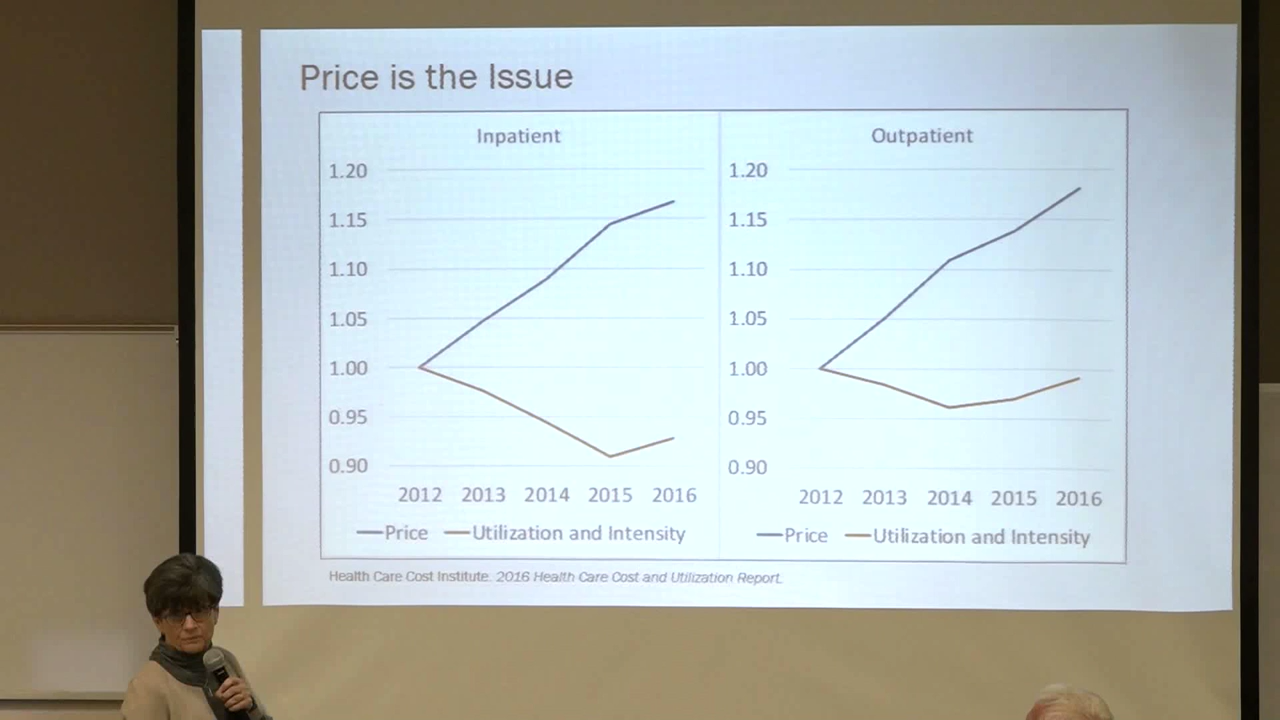 Price is the Issue
Inpatient
1.20
1.15
1.10
1.05
1.00
0.95
0.90
2012 2013 2014 2015 2016
Price Utilization and Intensity
Outpatient
1.20
1.15
1.10
1.05
1.00
0.95
0.90
2012 2013 2014 2015 2016
Price Utilization and Intensity
Health Care Cost Institute. 2016 Health Care Cost and Utilization Report.